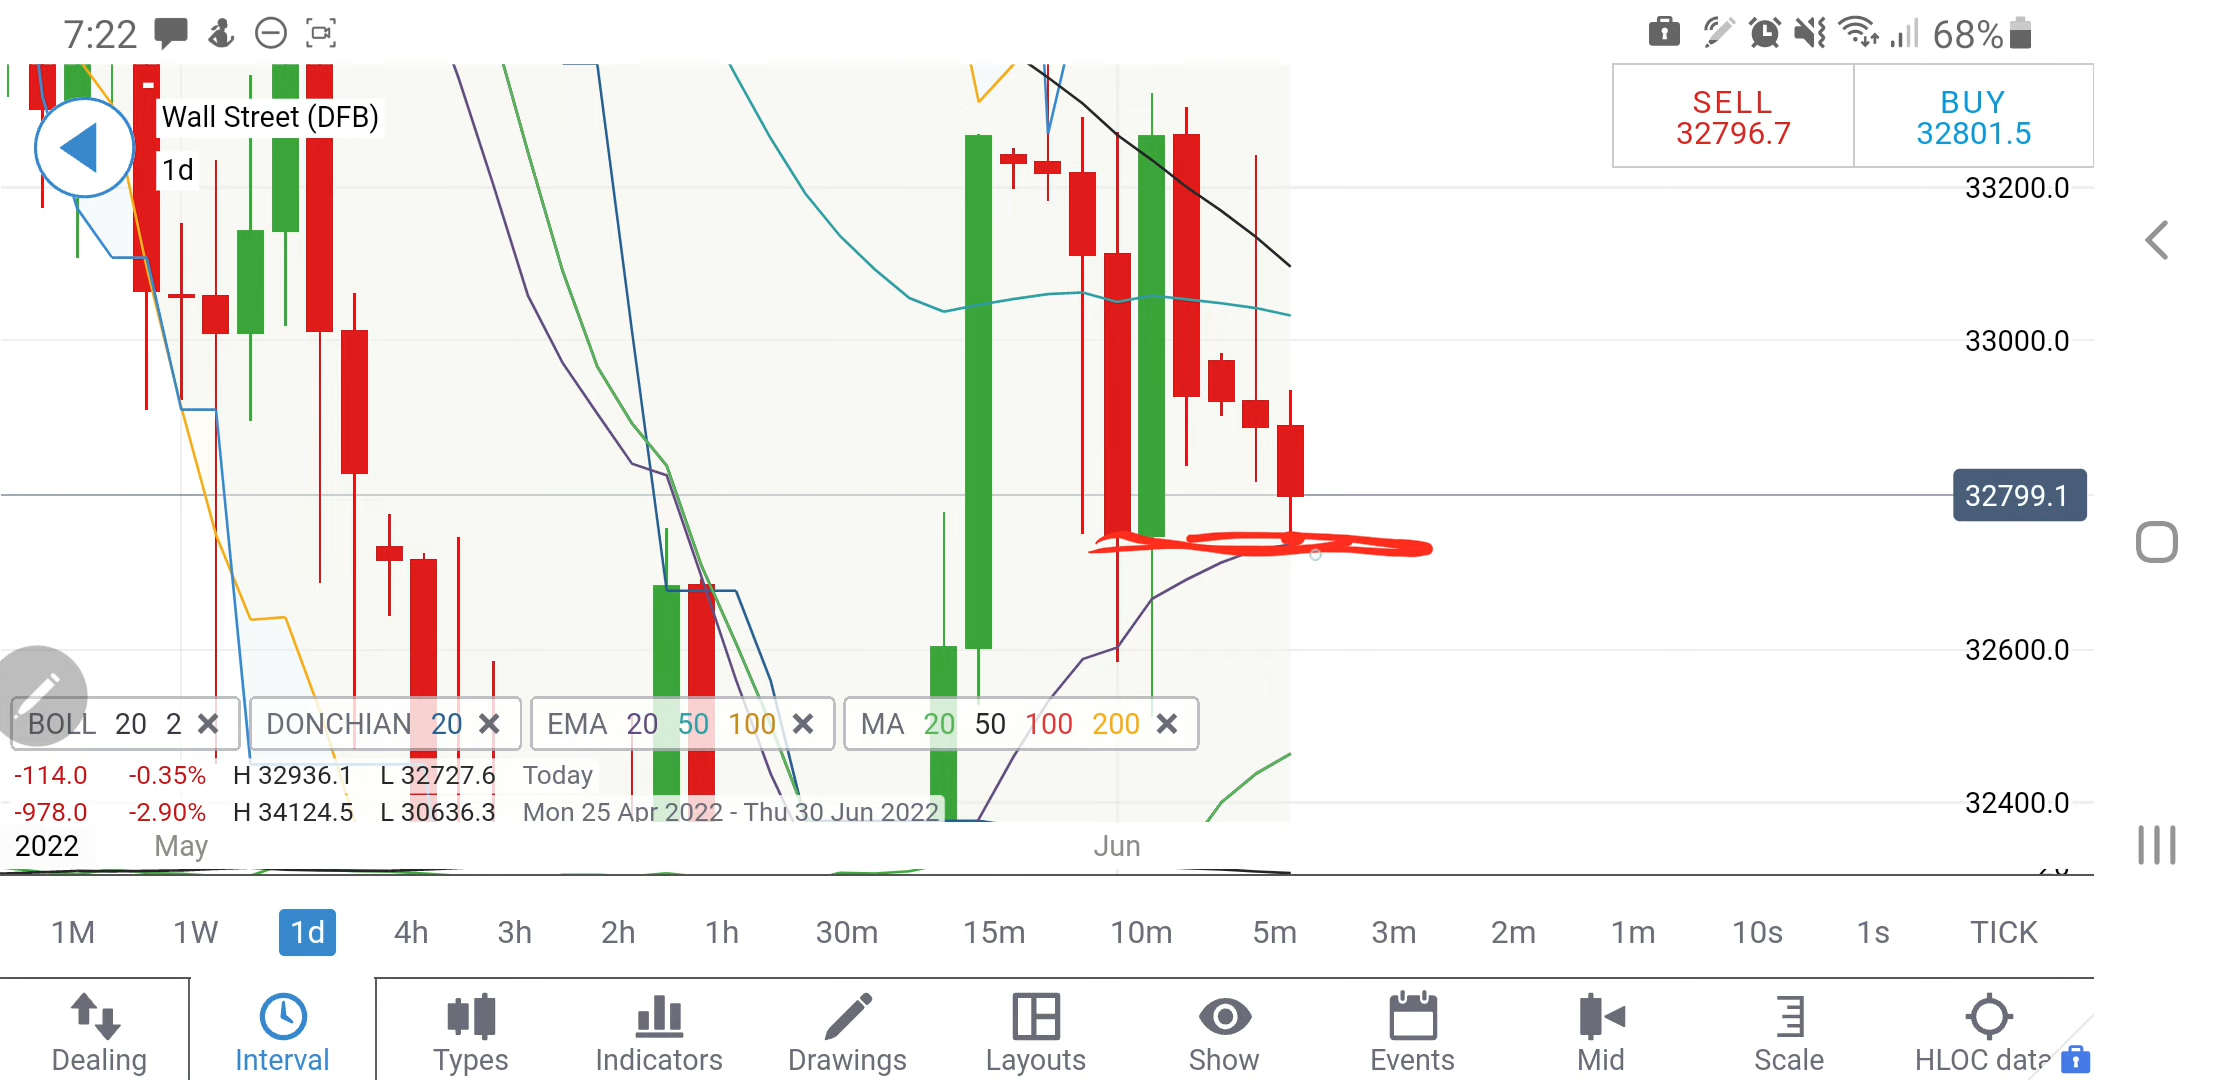 7:22
68%
Wall Street (DFB)
1d
SELL
32796.7
BUY
32801.5
33200.0
33000.0
32799.1
32600.0
32400.0
BOLL 20 2
DONCHIAN 20
EMA 20 50 100
MA 20 50 100 200
-114.0 -0.35% H 32936.1 L 32727.6 Today
-978.0 -2.90% H 34124.5 L 30636.3 Mon 25 Apr 2022 - Thu 30 Jun 2022
2022 May Jun
1M 1W 1d 4h 3h 2h 1h 30m 15m 10m 5m 3m 2m 1m 10s 1s TICK
Dealing Interval Types Indicators Drawings Layouts Show Events Mid Scale HLOC data